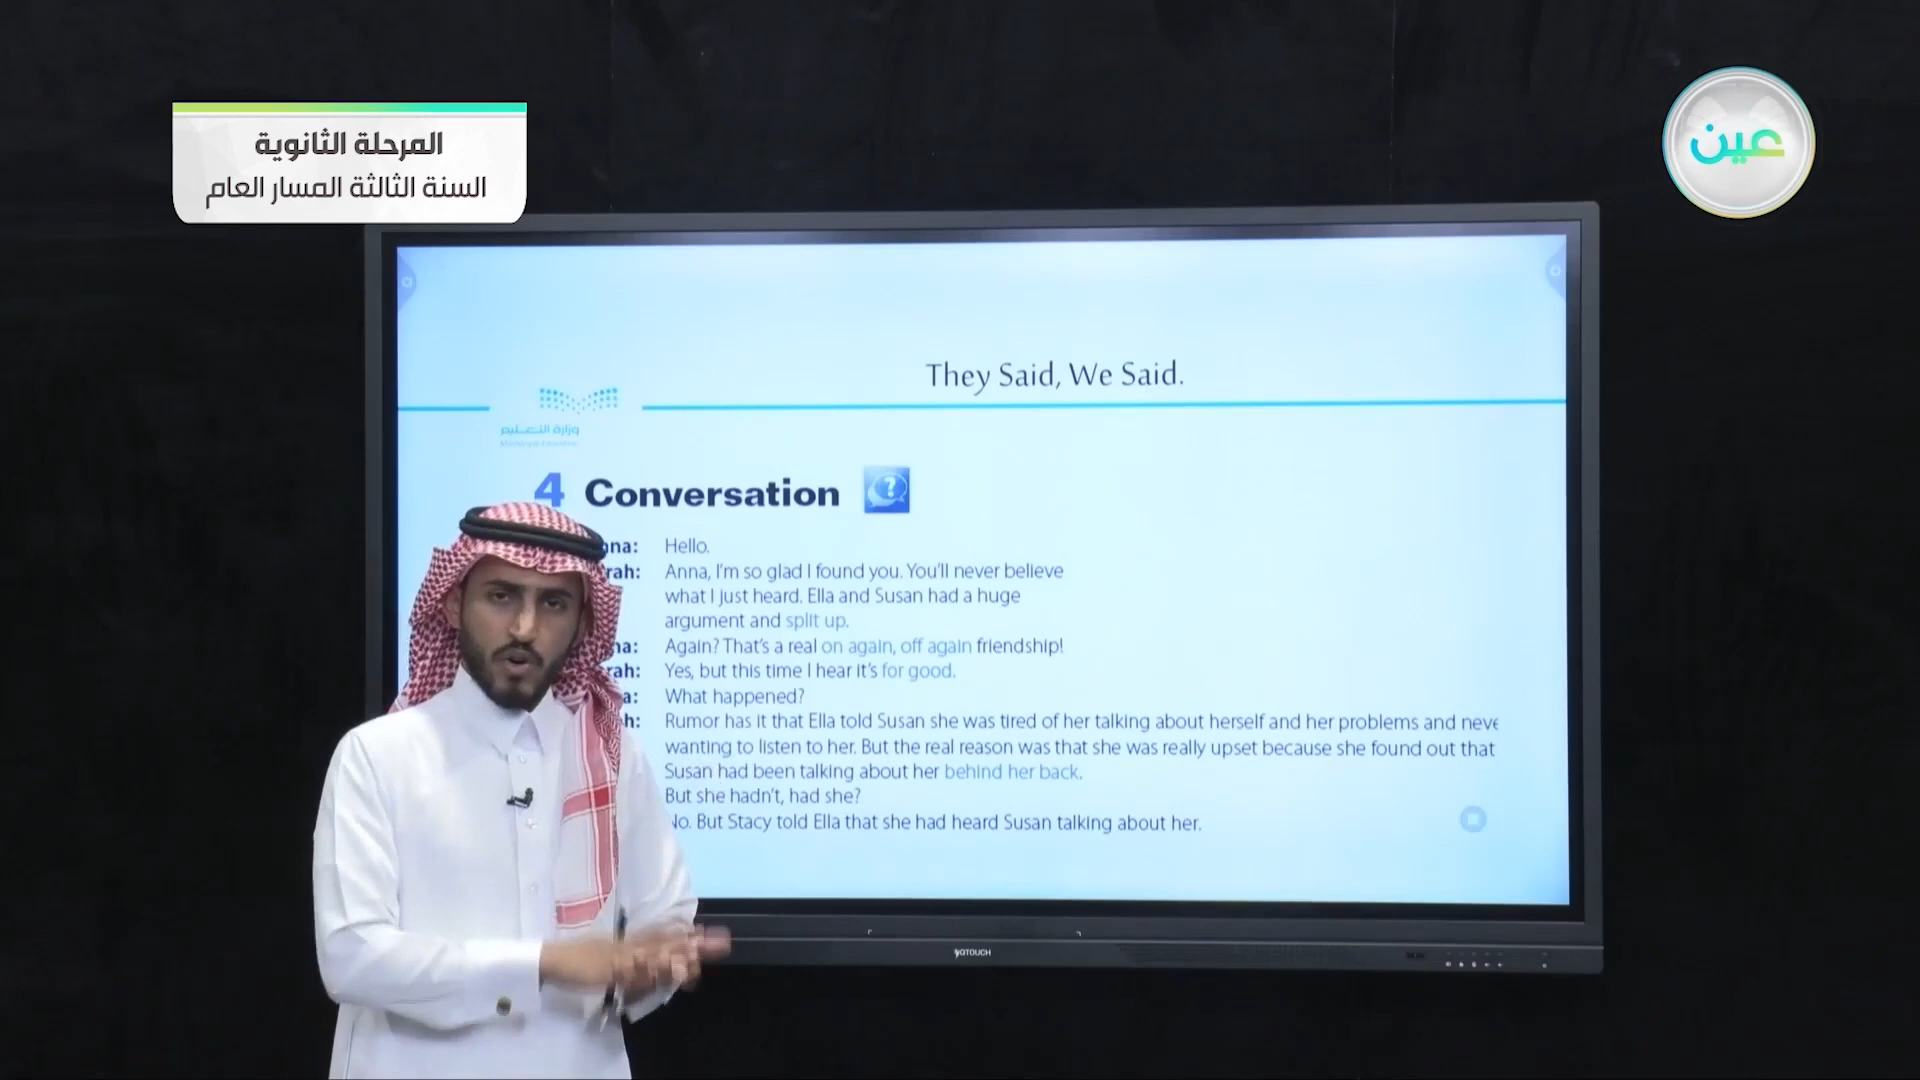 المرحلة الثانوية
السنة الثالثة المسار العام
عين
They Said, We Said.
وزارة التعليم
4 Conversation
?
na: Hello.
rah: Anna, I'm so glad I found you. You'll never believe
what I just heard. Ella and Susan had a huge
argument and split up.
na: Again? That's a real on again, off again friendship!
rah: Yes, but this time I hear it's for good.
a: What happened?
h: Rumor has it that Ella told Susan she was tired of her talking about herself and her problems and neve
wanting to listen to her. But the real reason was that she was really upset because she found out that
Susan had been talking about her behind her back.
But she hadn't, had she?
No. But Stacy told Ella that she had heard Susan talking about her.